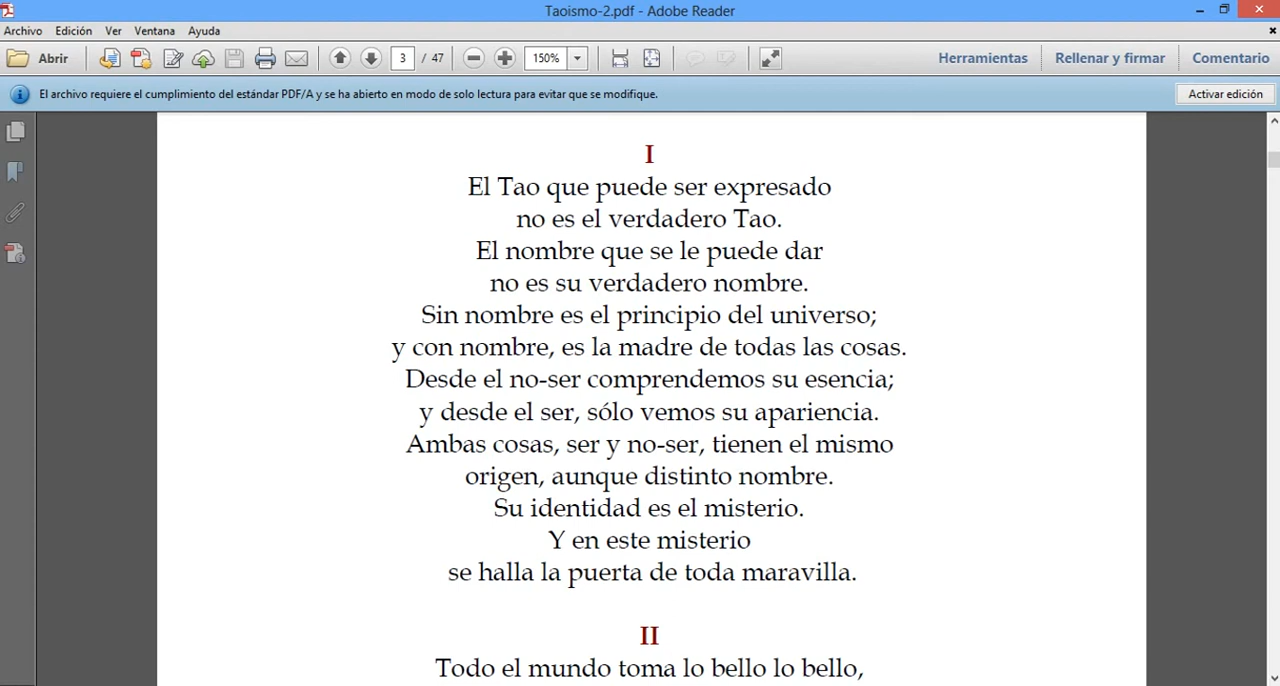 Taoismo-2.pdf - Adobe Reader
Archivo Edición Ver Ventana Ayuda
Abrir 3 / 47 150% Herramientas Rellenar y firmar Comentario
El archivo requiere el cumplimiento del estándar PDF/A y se ha abierto en modo de solo lectura para evitar que se modifique. Activar edición
I
El Tao que puede ser expresado
no es el verdadero Tao.
El nombre que se le puede dar
no es su verdadero nombre.
Sin nombre es el principio del universo;
y con nombre, es la madre de todas las cosas.
Desde el no-ser comprendemos su esencia;
y desde el ser, sólo vemos su apariencia.
Ambas cosas, ser y no-ser, tienen el mismo
origen, aunque distinto nombre.
Su identidad es el misterio.
Y en este misterio
se halla la puerta de toda maravilla.
II
Todo el mundo toma lo bello lo bello,